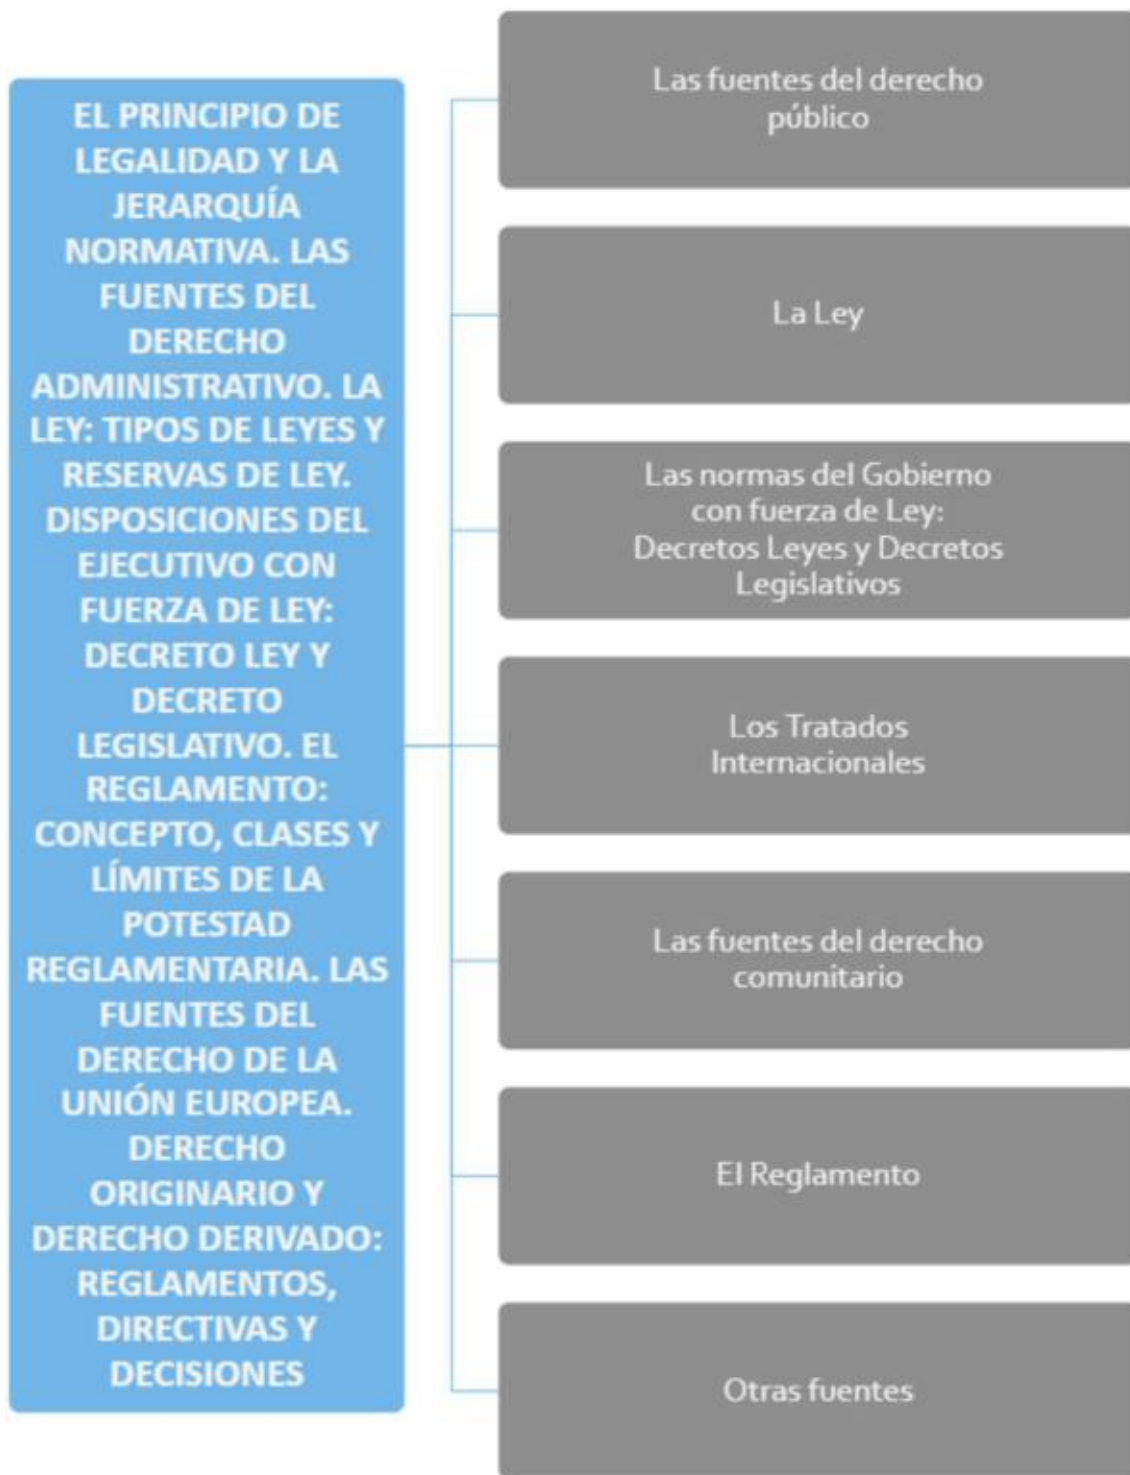 EL PRINCIPIO DE
LEGALIDAD Y LA
JERARQUÍA
NORMATIVA. LAS
FUENTES DEL
DERECHO
ADMINISTRATIVO. LA
LEY: TIPOS DE LEYES Y
RESERVAS DE LEY.
DISPOSICIONES DEL
EJECUTIVO CON
FUERZA DE LEY:
DECRETO LEY Y
DECRETO
LEGISLATIVO. EL
REGLAMENTO:
CONCEPTO, CLASES Y
LÍMITES DE LA
POTESTAD
REGLAMENTARIA. LAS
FUENTES DEL
DERECHO DE LA
UNIÓN EUROPEA.
DERECHO
ORIGINARIO Y
DERECHO DERIVADO:
REGLAMENTOS,
DIRECTIVAS Y
DECISIONES
Las fuentes del derecho
público
La Ley
Las normas del Gobierno
con fuerza de Ley:
Decretos Leyes y Decretos
Legislativos
Los Tratados
Internacionales
Las fuentes del derecho
comunitario
El Reglamento
Otras fuentes